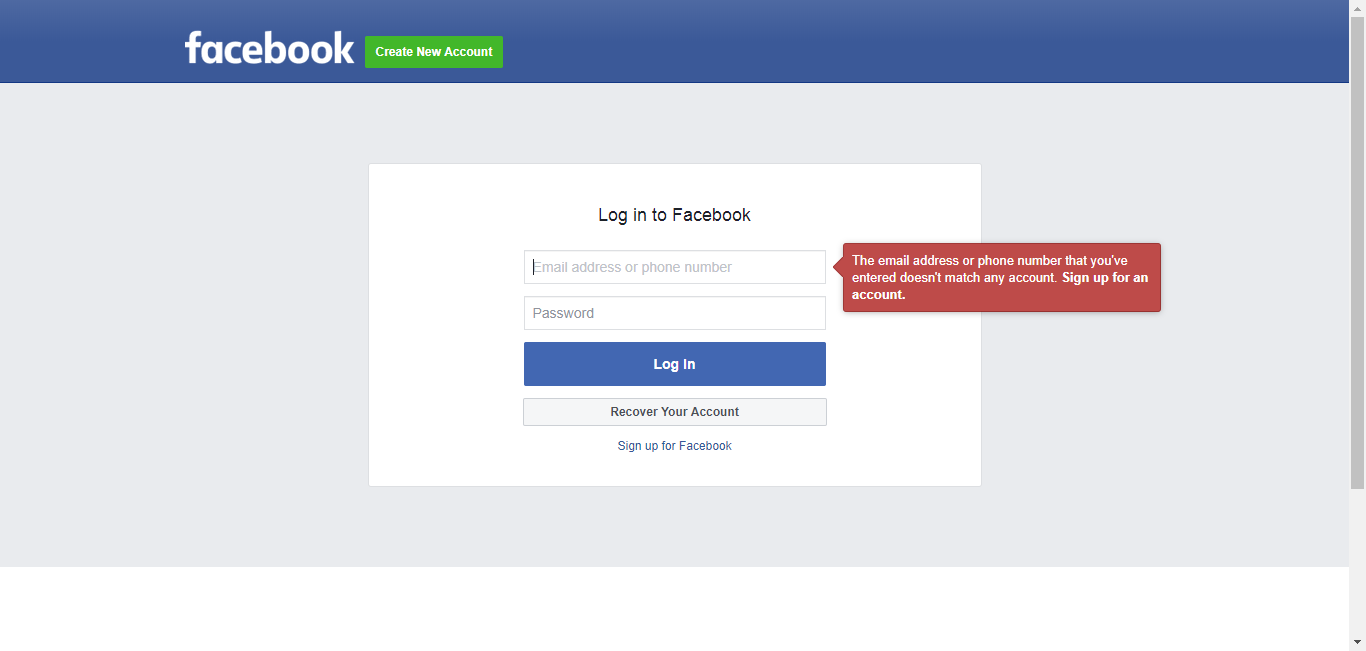 facebook
Create New Account
Log in to Facebook
Email address or phone number
The email address or phone number that you've
entered doesn't match any account. Sign up for an
account.
Password
Log In
Recover Your Account
Sign up for Facebook